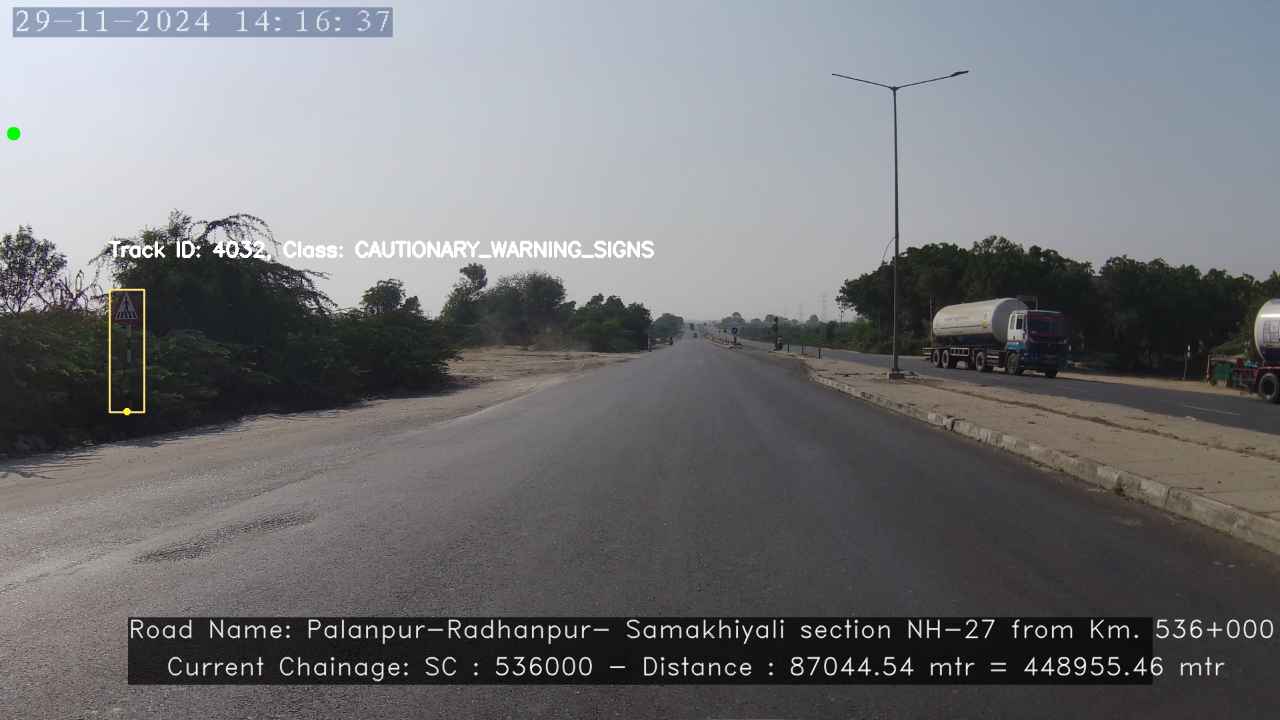 29-11-2024 14:16:37
Track ID: 4032, Class: CAUTIONARY_WARNING_SIGNS
Road Name: Palanpur-Radhanpur- Samakhiyali section NH-27 from Km. 536+000
Current Chainage: SC : 536000 - Distance : 87044.54 mtr = 448955.46 mtr